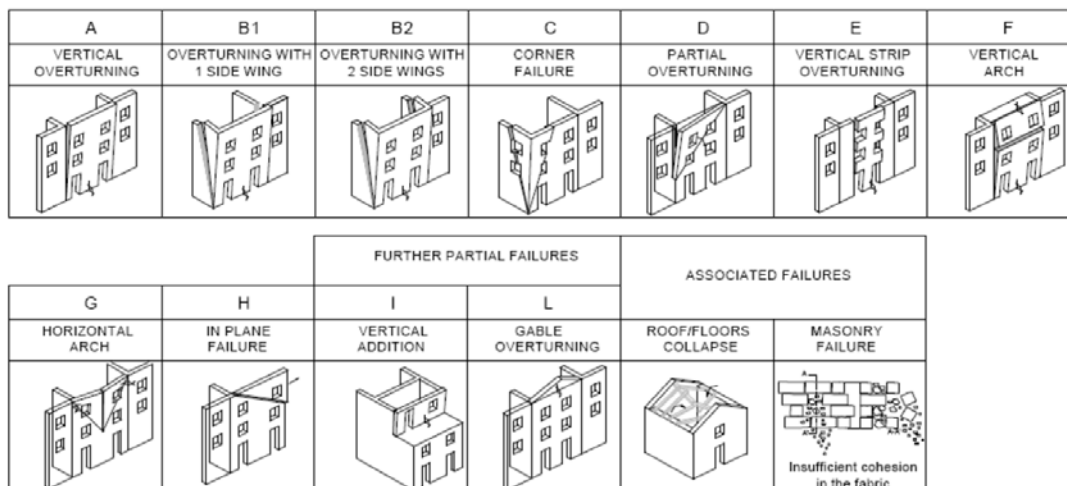 A B1 B2 C D E F
VERTICAL OVERTURNING WITH OVERTURNING WITH CORNER PARTIAL VERTICAL STRIP VERTICAL
OVERTURNING 1 SIDE WING 2 SIDE WINGS FAILURE OVERTURNING OVERTURNING ARCH
FURTHER PARTIAL FAILURES
ASSOCIATED FAILURES
G H I L
HORIZONTAL IN PLANE VERTICAL GABLE ROOF/FLOORS MASONRY
ARCH FAILURE ADDITION OVERTURNING COLLAPSE FAILURE
A
Insufficient cohesion
in the fabric